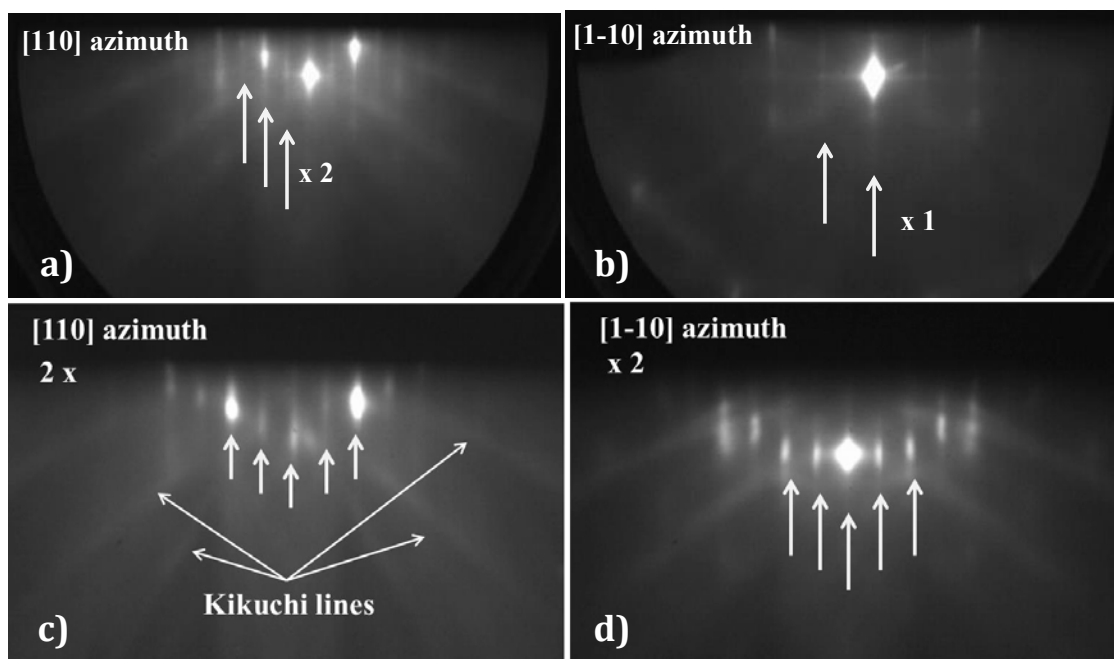 [110] azimuth
x 2
a)
[1-10] azimuth
x 1
b)
[110] azimuth
2 x
Kikuchi lines
c)
[1-10] azimuth
x 2
d)